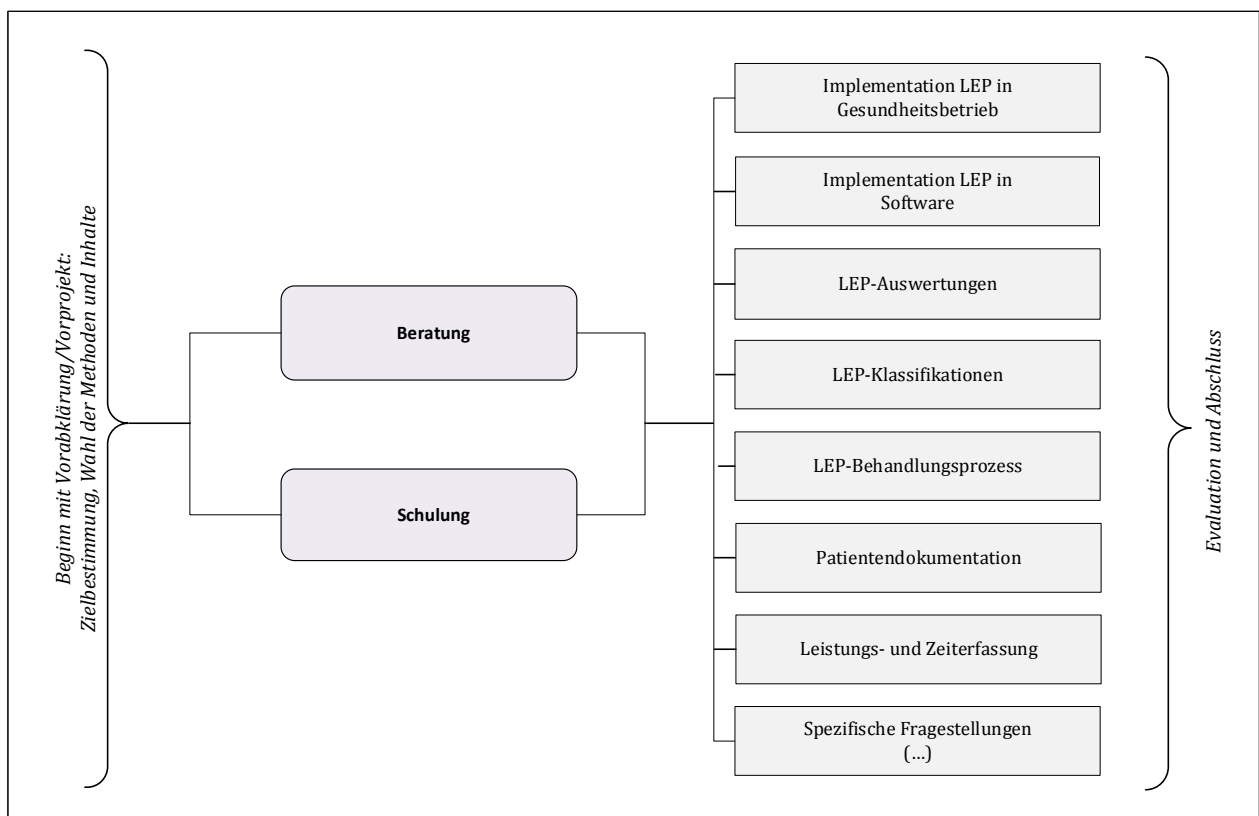 Beginn mit Vorabklärung/Vorprojekt:
Zielbestimmung, Wahl der Methoden und Inhalte
Beratung
Schulung
Implementation LEP in
Gesundheitsbetrieb
Implementation LEP in
Software
LEP-Auswertungen
LEP-Klassifikationen
LEP-Behandlungsprozess
Patientendokumentation
Leistungs- und Zeiterfassung
Spezifische Fragestellungen
(...)
Evaluation und Abschluss